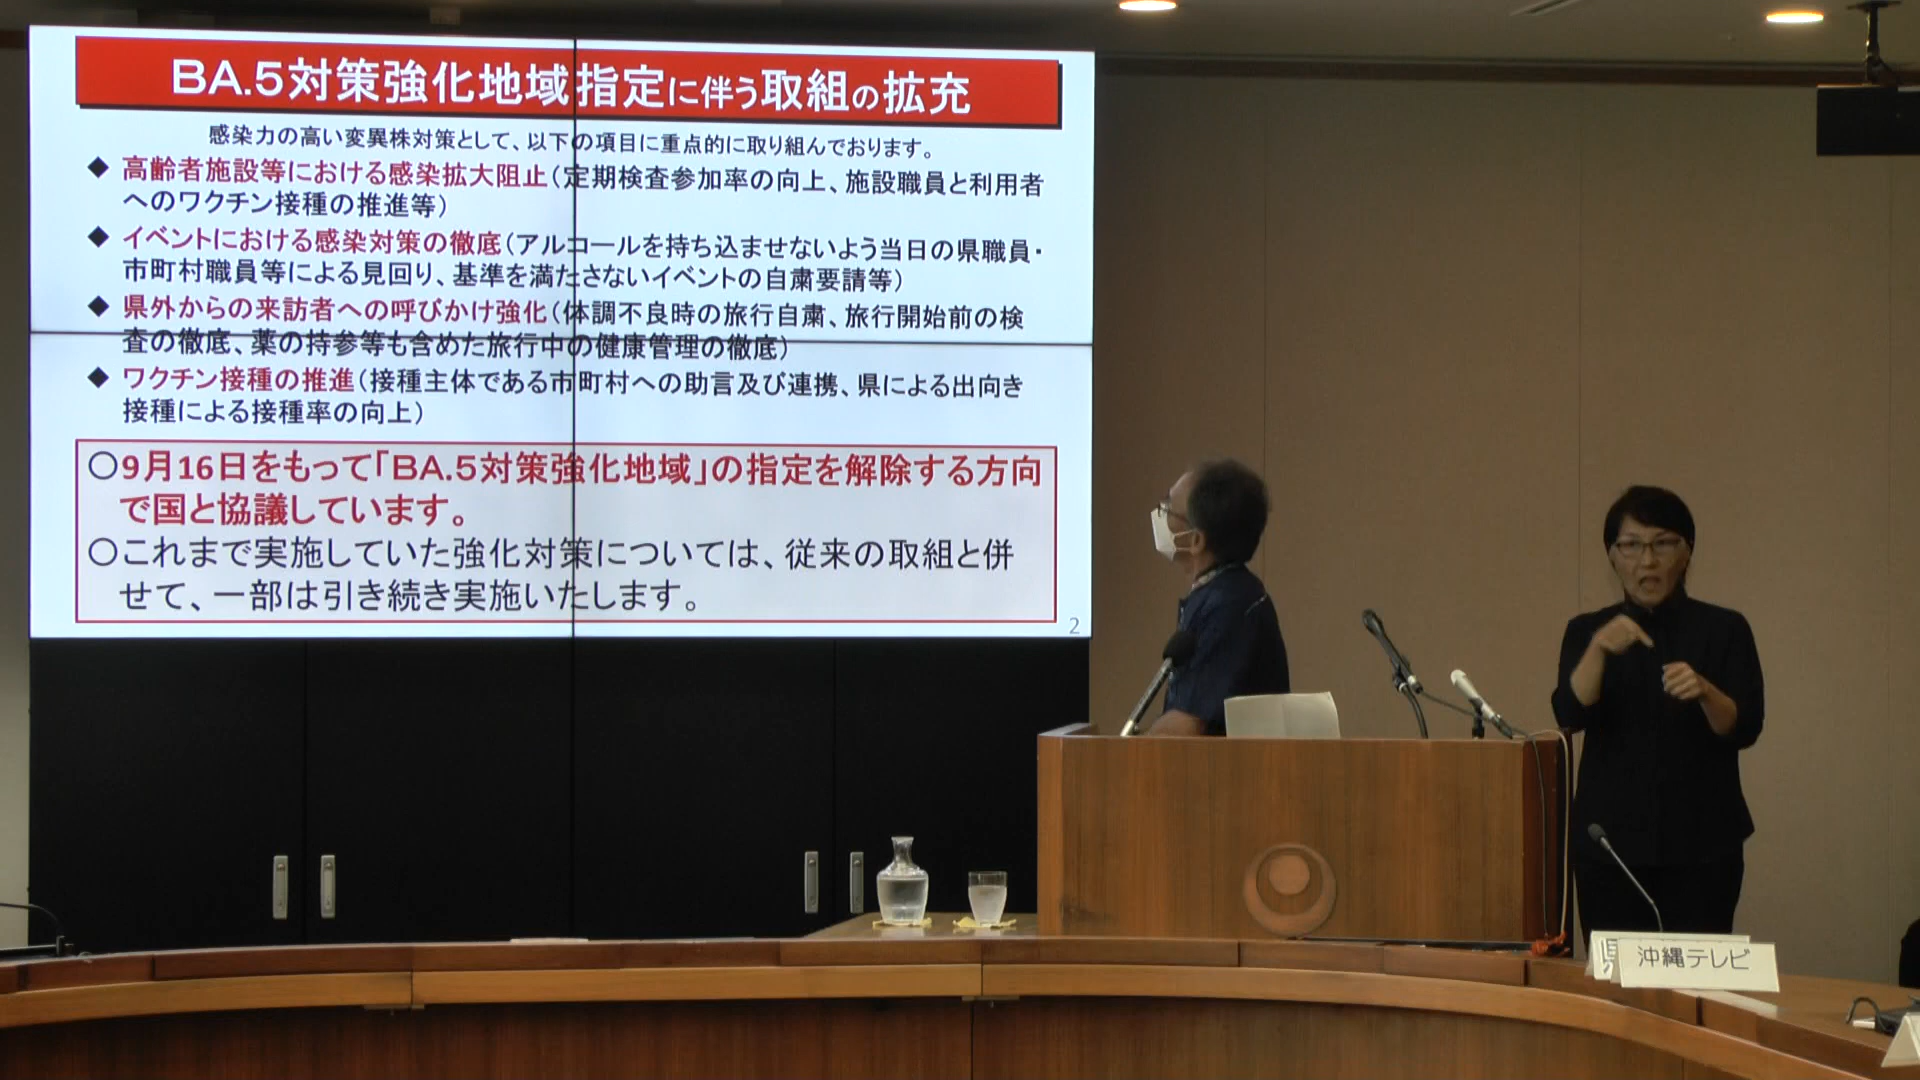 BA.5対策強化地域指定に伴う取組の拡充
感染力の高い変異株対策として、以下の項目に重点的に取り組んでおります。
◆ 高齢者施設等における感染拡大阻止(定期検査参加率の向上、施設職員と利用者
へのワクチン接種の推進等)
◆ イベントにおける感染対策の徹底(アルコールを持ち込ませないよう当日の県職員・
市町村職員等による見回り、基準を満たさないイベントの自粛要請等)
◆ 県外からの来訪者への呼びかけ強化(体調不良時の旅行自粛、旅行開始前の検
査の徹底、薬の持参等も含めた旅行中の健康管理の徹底)
◆ ワクチン接種の推進(接種主体である市町村への助言及び連携、県による出向き
接種による接種率の向上)
○9月16日をもって「BA.5対策強化地域」の指定を解除する方向
で国と協議しています。
○これまで実施していた強化対策については、従来の取組と併
せて、一部は引き続き実施いたします。
2
沖縄テレビ